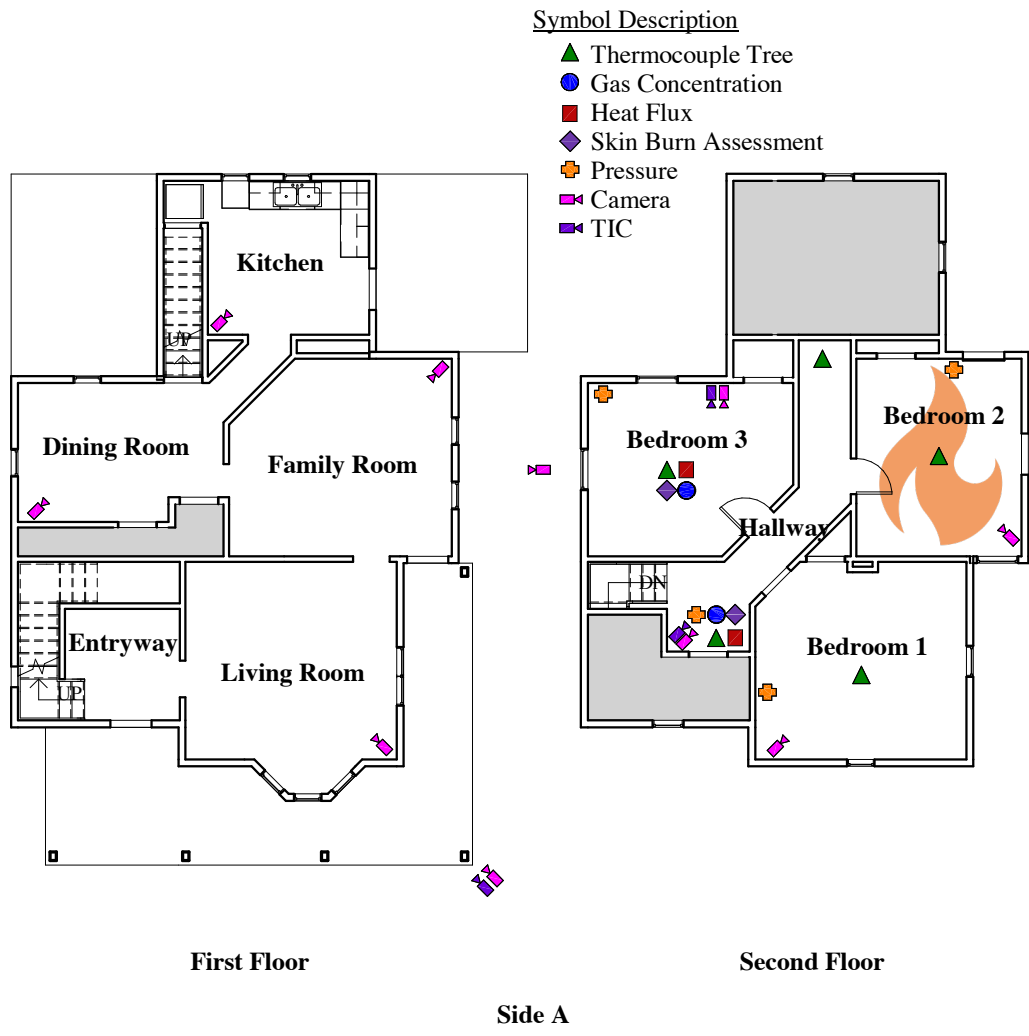 Symbol Description
Thermocouple Tree
Gas Concentration
Heat Flux
Skin Burn Assessment
Pressure
Camera
TIC
Kitchen
UP
Dining Room
Family Room
Entryway
UP
Living Room
Bedroom 3
Bedroom 2
Hallway
DN
Bedroom 1
First Floor
Second Floor
Side A